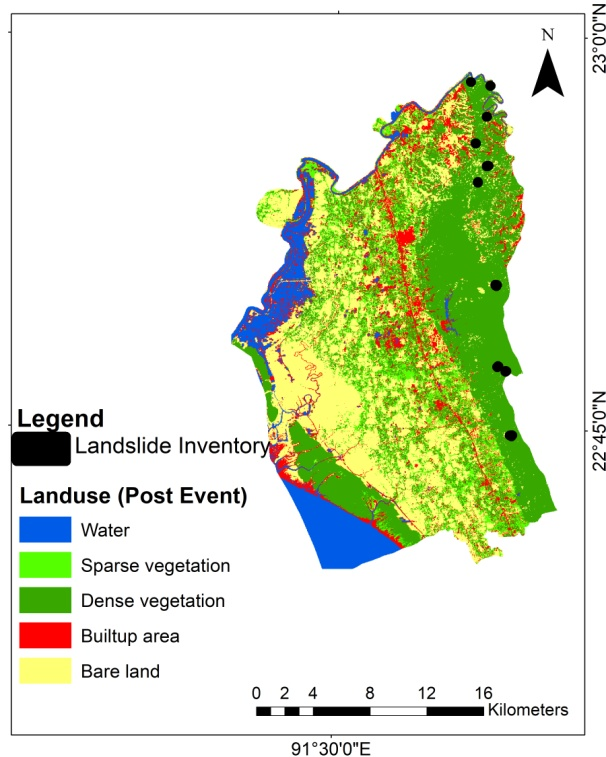 N
23°0'0"N
22°45'0"N
Legend
Landslide Inventory
Landuse (Post Event)
Water
Sparse vegetation
Dense vegetation
Builtup area
Bare land
0 2 4 8 12 16
Kilometers
91°30'0"E